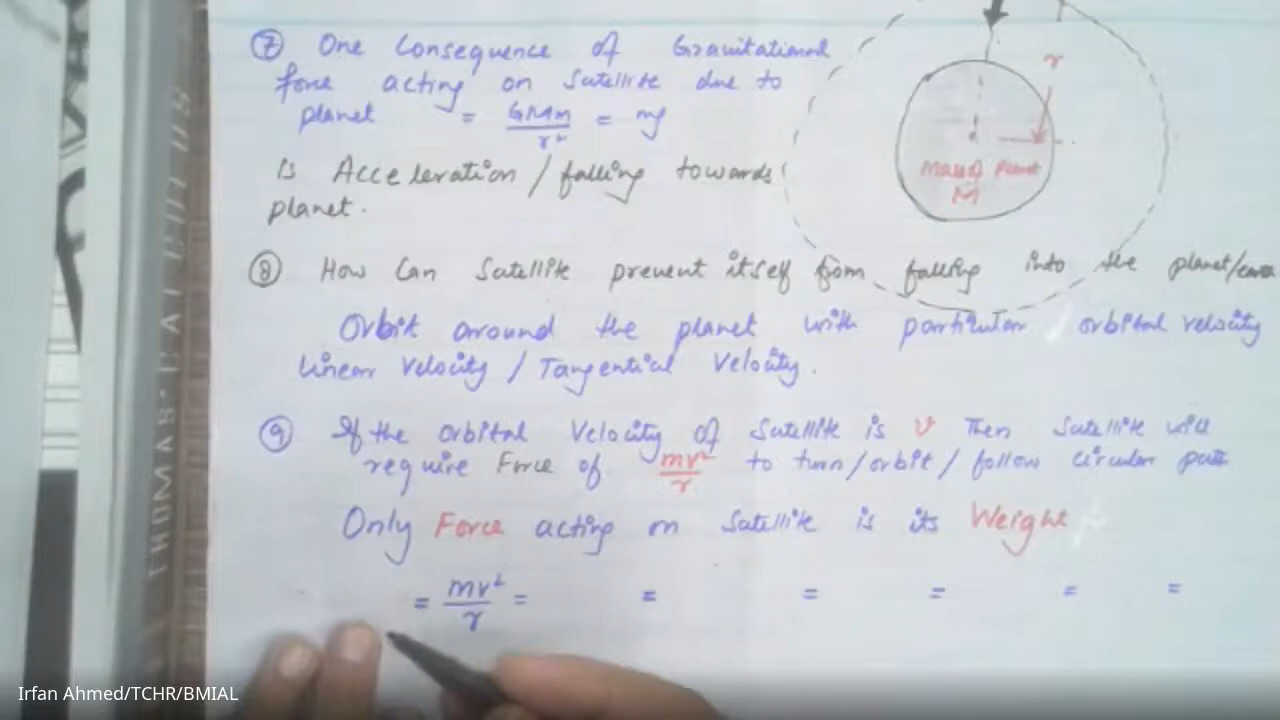 ⑦ One Consequence of Gravitational
force acting on Satellite due to
planet = GMm/r² = mg
is Acceleration / falling towards
planet.
r
mass of Planet
M
⑧ How Can Satellite prevent itself from falling into the planet/
Orbit around the planet with particular orbital velocity
linear velocity / Tangential Velocity.
⑨ If the orbital Velocity of Satellite is v Then Satellite will
require Force of mv²/r to turn/orbit/follow circular path
Only Force acting on Satellite is its Weight
= mv²/r = = = = = =
THOMAS' CALCULUS
Irfan Ahmed/TCHR/BMIAL